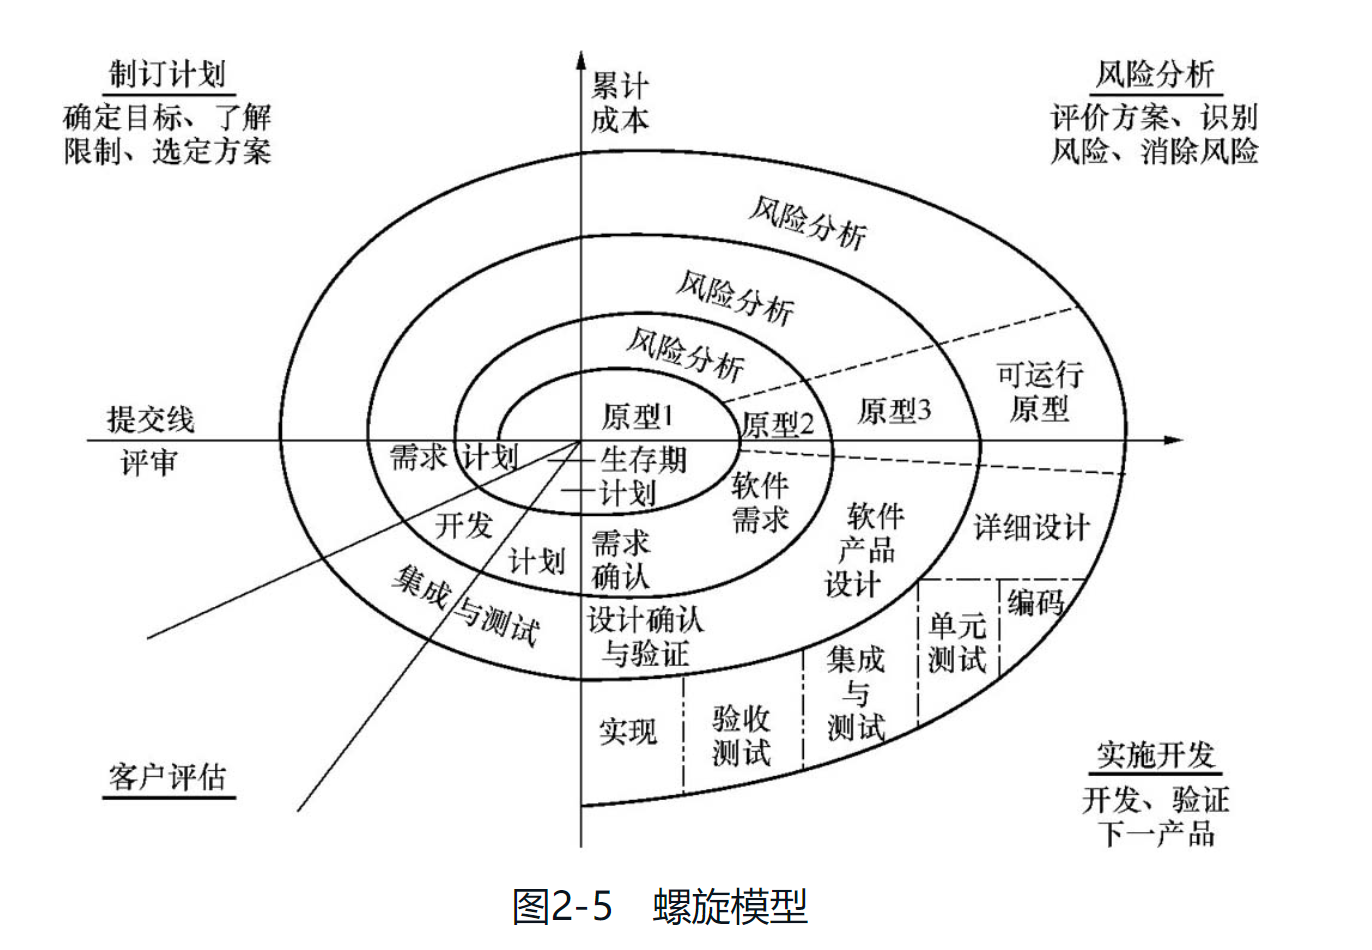 制订计划
确定目标、了解
限制、选定方案
累计
成本
风险分析
评价方案、识别
风险、消除风险
风险分析
风险分析
风险分析
可运行
原型
原型3
原型2
原型1
提交线
评审
需求
计划
生存期
计划
软件
需求
开发
计划
需求
确认
软件
产品
设计
详细设计
集成与测试
设计确认
与验证
编码
单元
测试
集成
与
测试
验收
测试
实现
客户评估
实施开发
开发、验证
下一产品
图2-5 螺旋模型